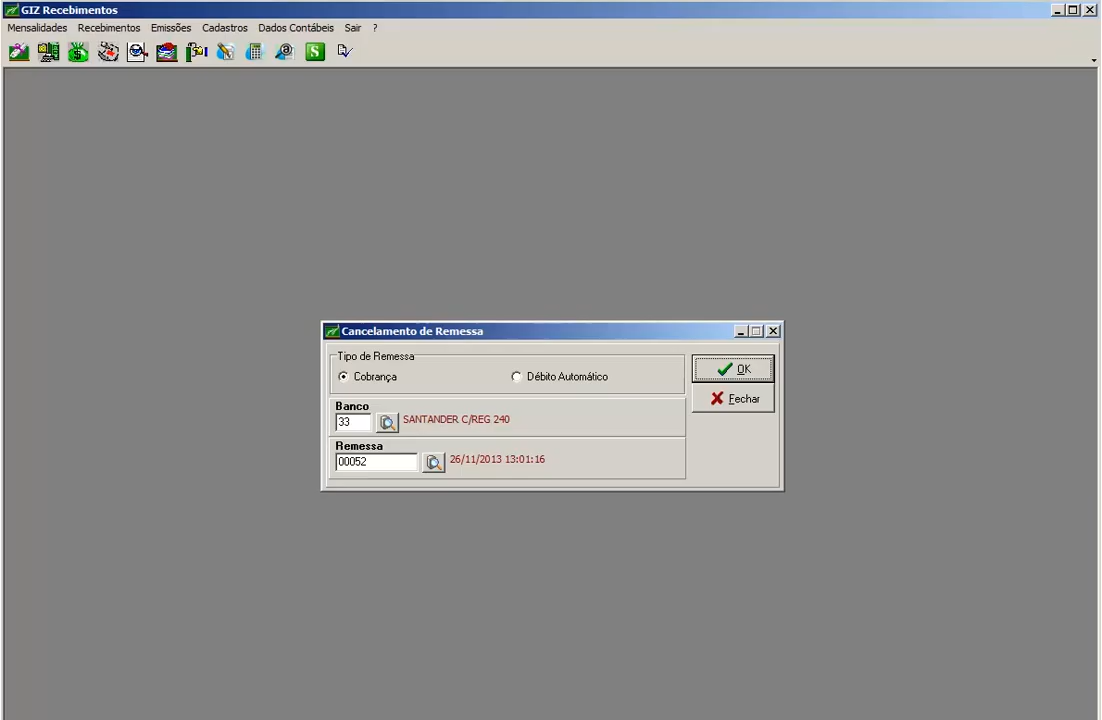 GIZ Recebimentos
Mensalidades Recebimentos Emissões Cadastros Dados Contábeis Sair ?
S
Cancelamento de Remessa
Tipo de Remessa
Cobrança Débito Automático
OK
Fechar
Banco
33 SANTANDER C/REG 240
Remessa
00052 26/11/2013 13:01:16